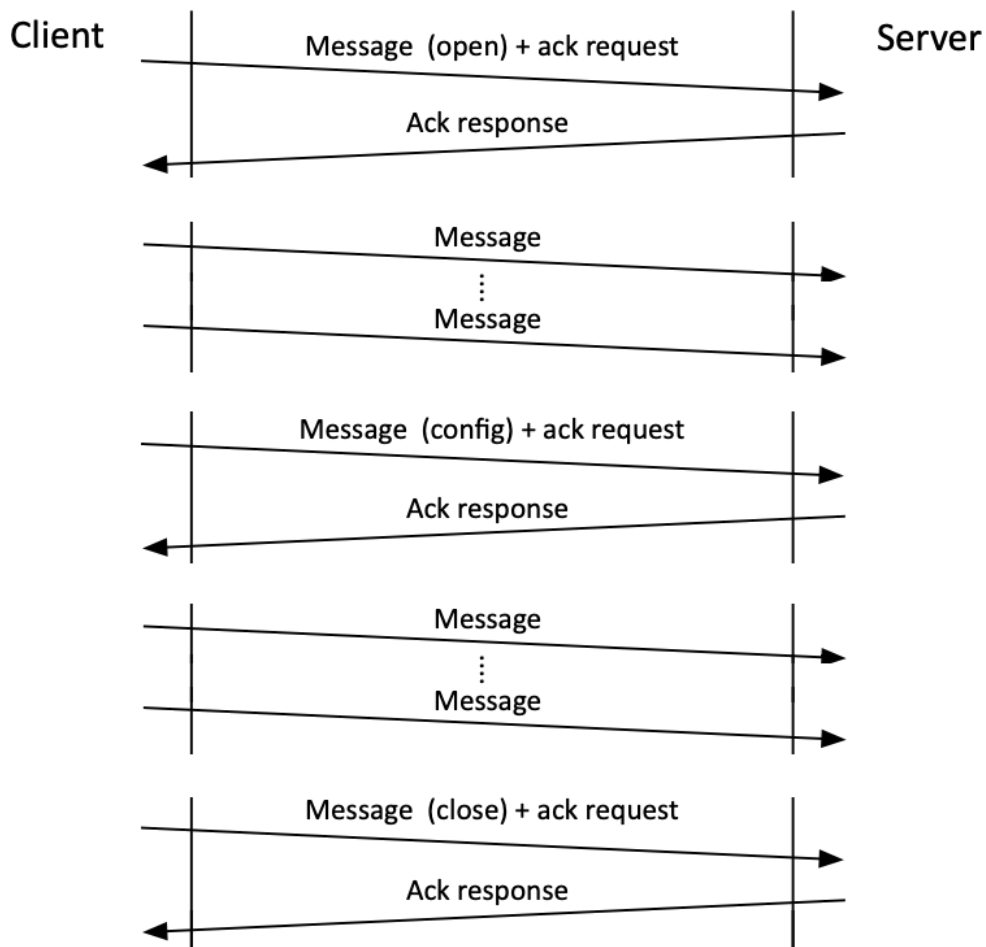 Client
Server
Message (open) + ack request
Ack response
Message
Message
Message (config) + ack request
Ack response
Message
Message
Message (close) + ack request
Ack response